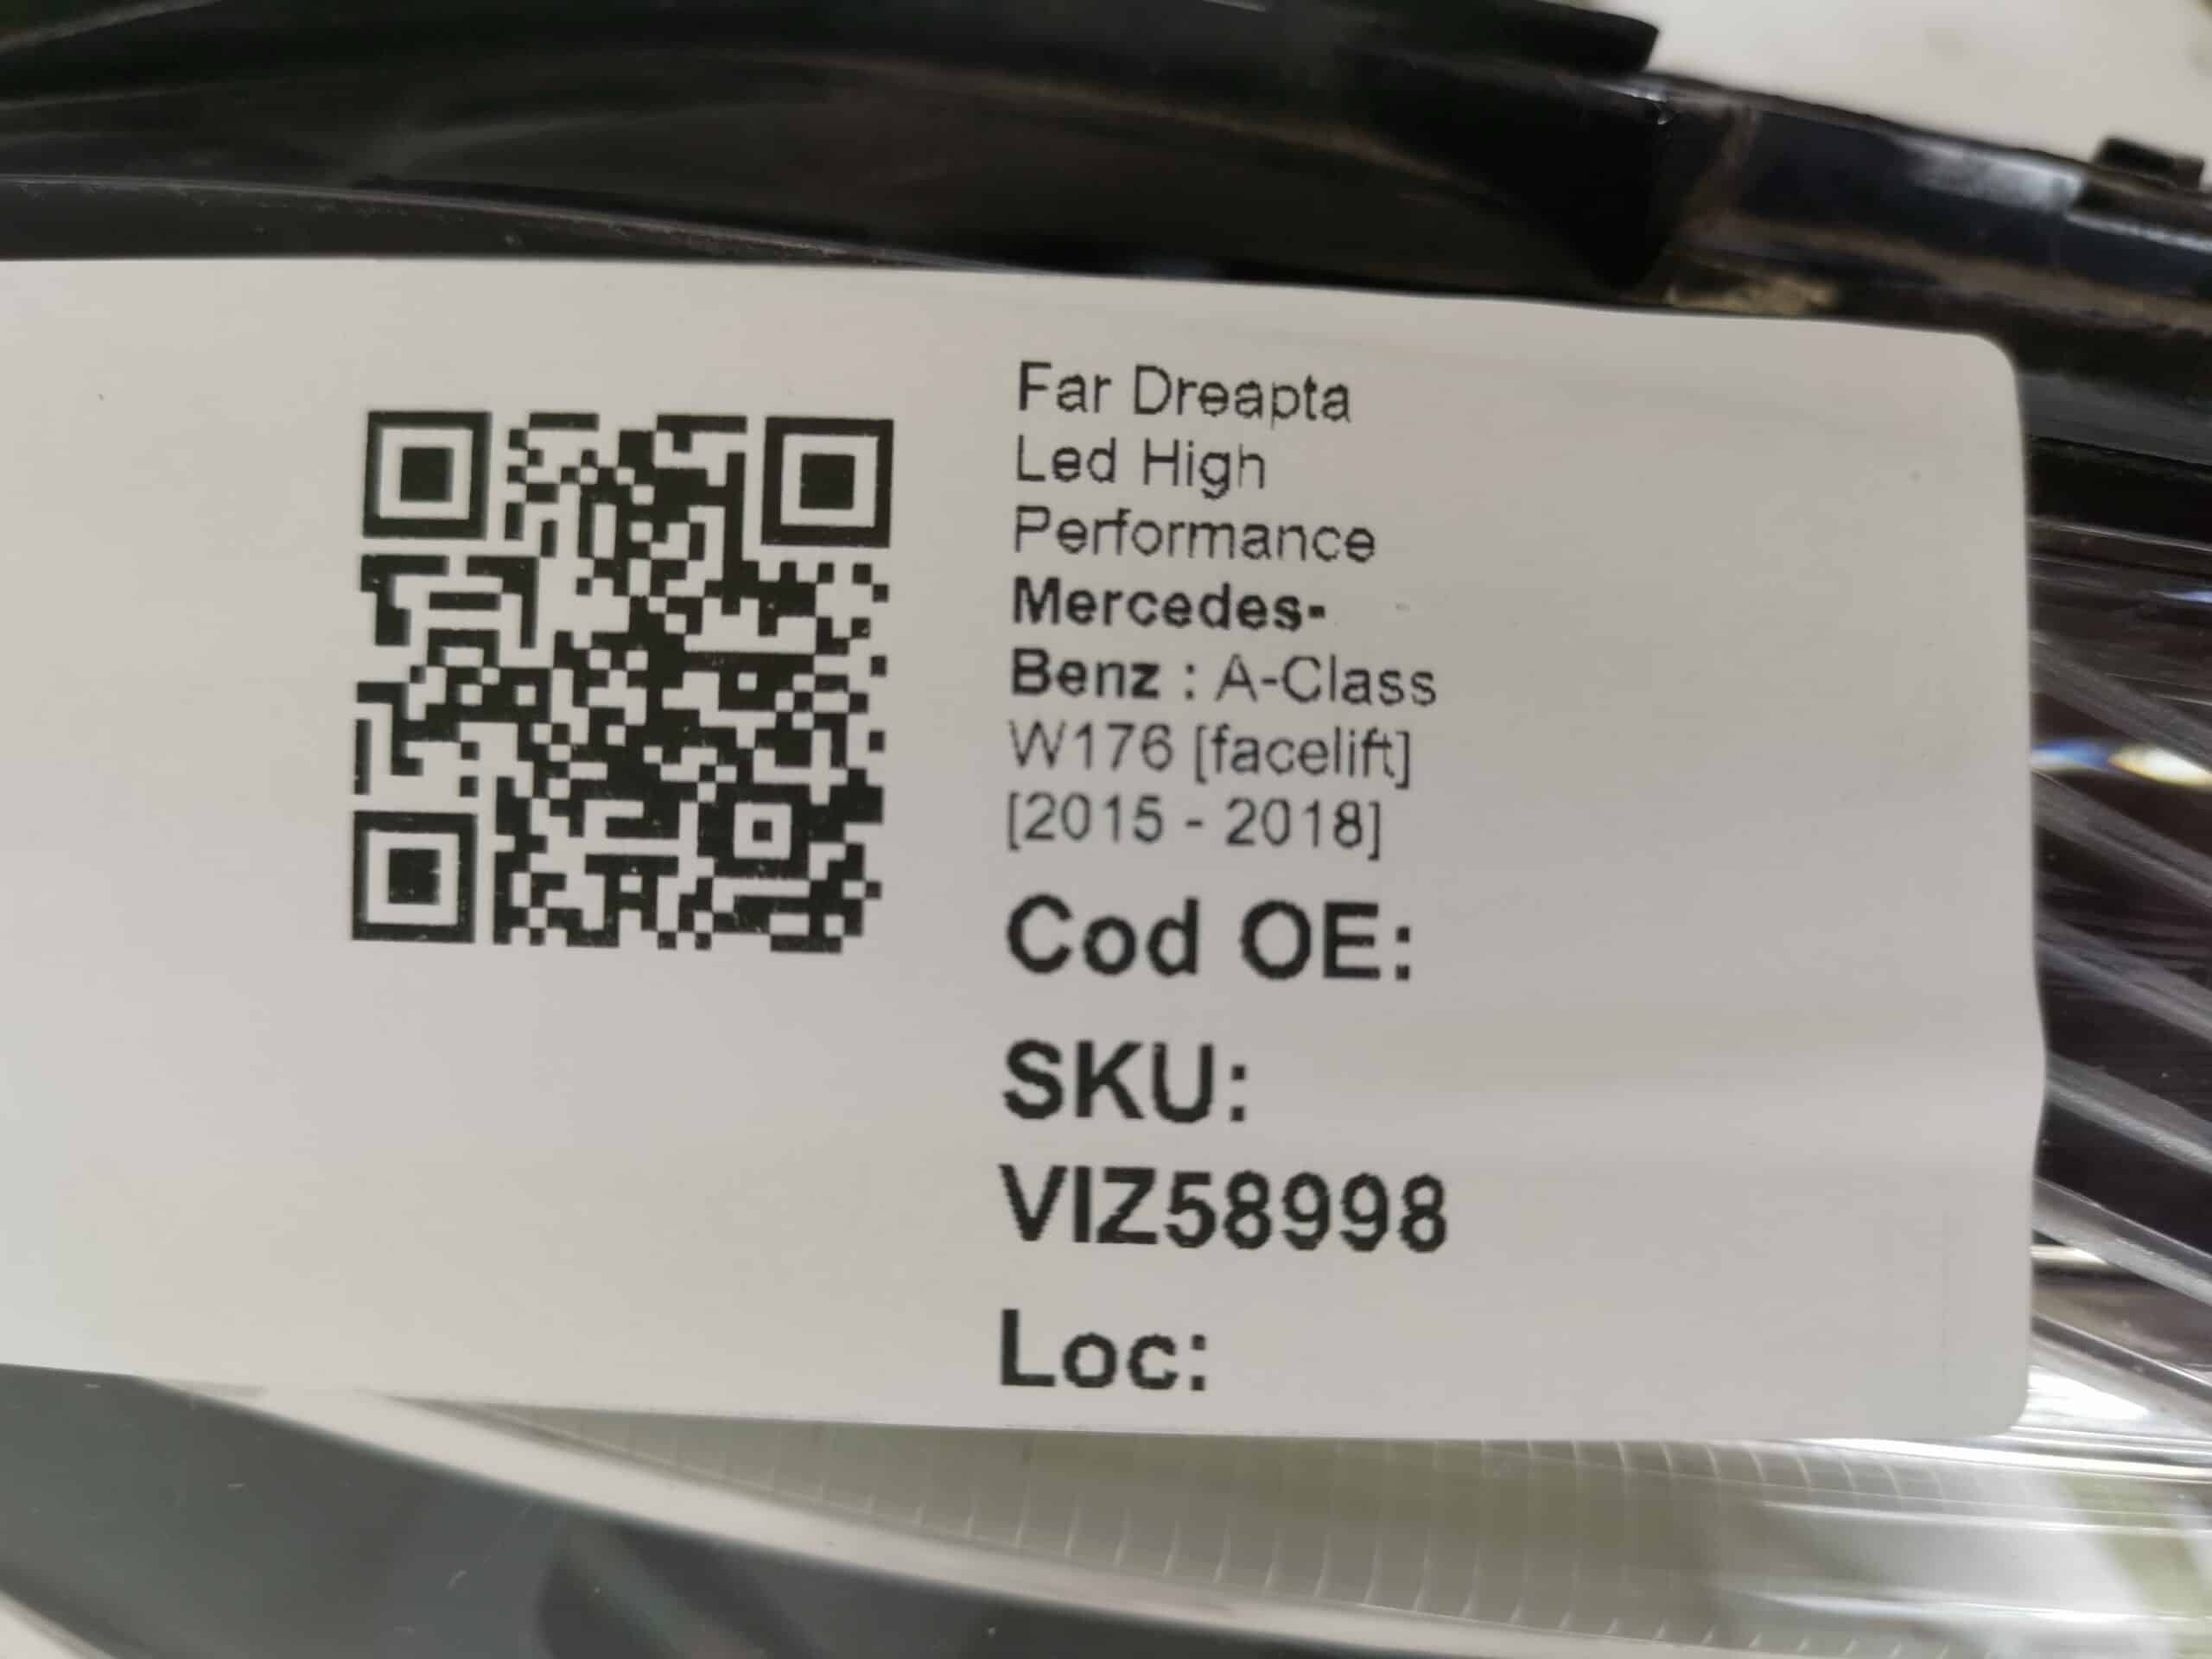 Far Dreapta
Led High
Performance
Mercedes-
Benz : A-Class
W176 [facelift]
[2015 - 2018]
Cod OE:
SKU:
VIZ58998
Loc: